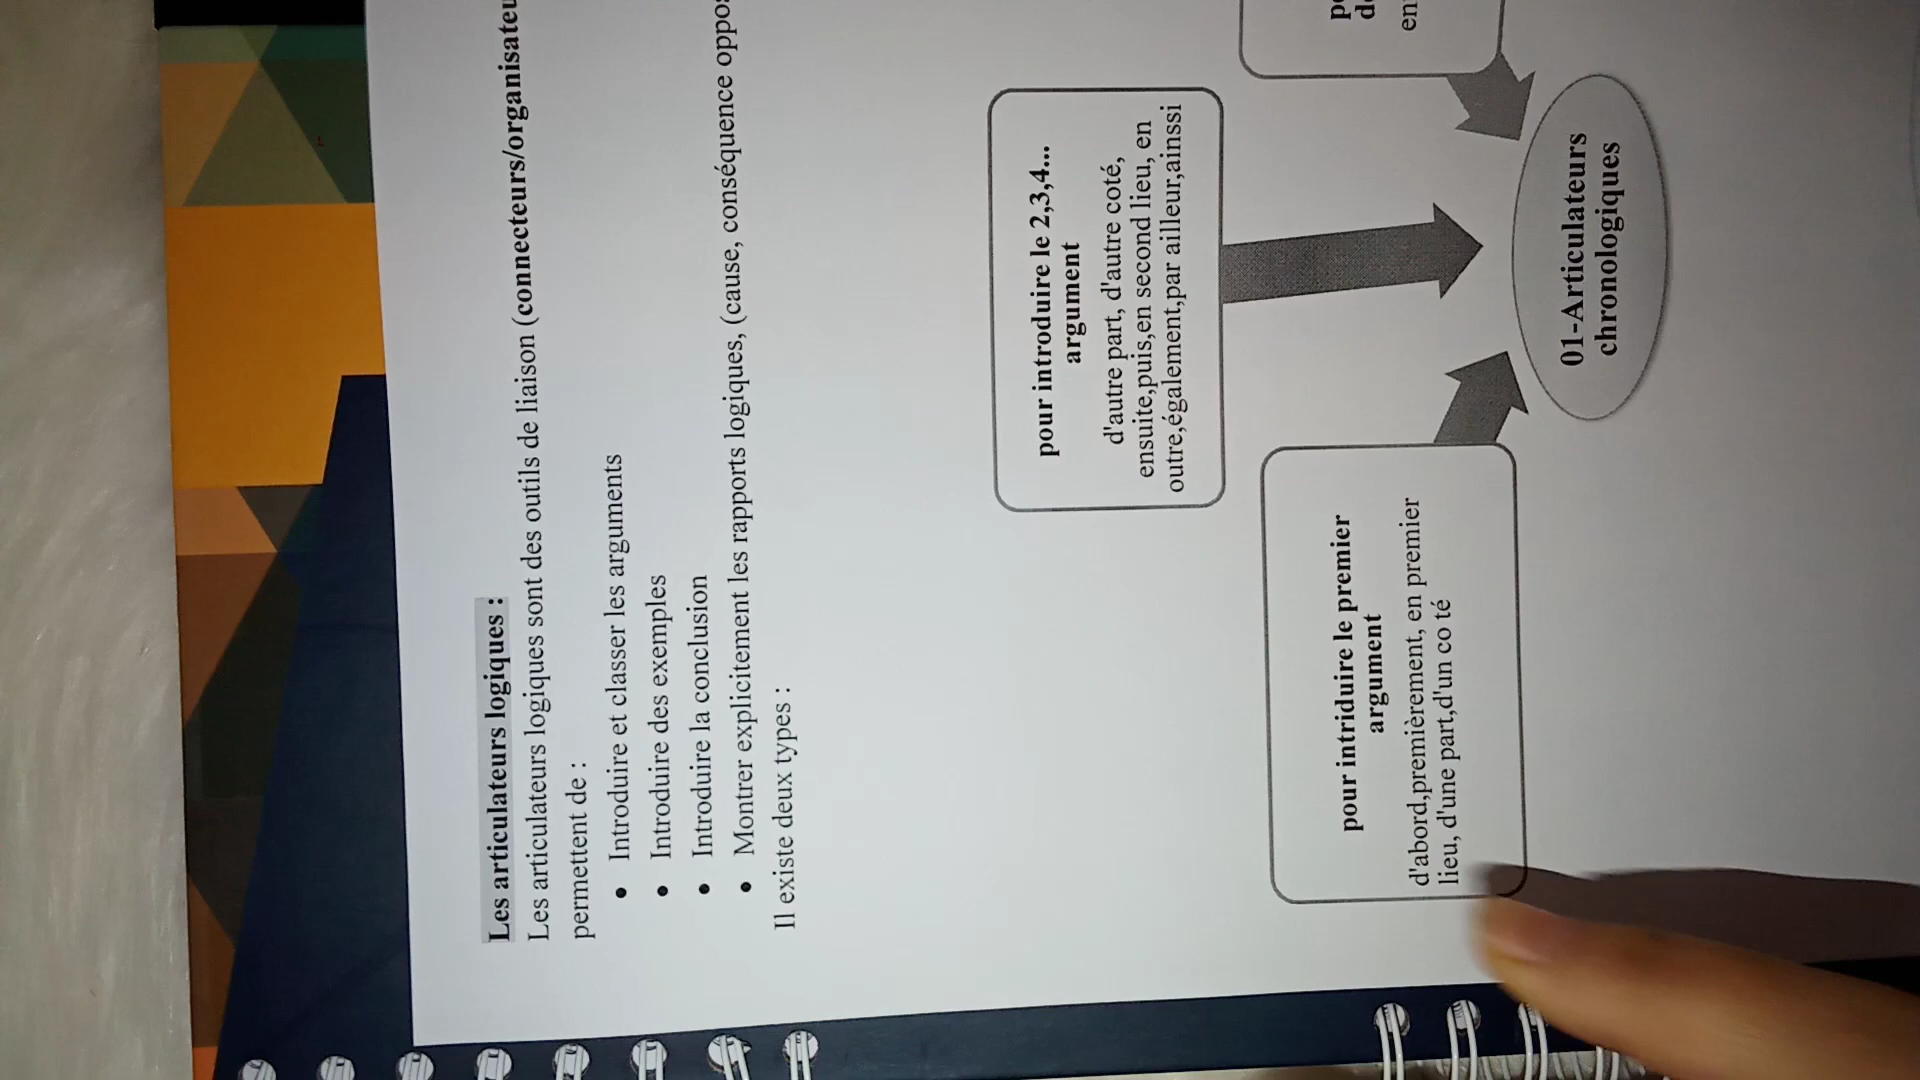 Les articulateurs logiques :
Les articulateurs logiques sont des outils de liaison (connecteurs/organisateu
permettent de :
• Introduire et classer les arguments
• Introduire des exemples
• Introduire la conclusion
• Montrer explicitement les rapports logiques, (cause, conséquence oppos
Il existe deux types :
pour introduire le 2,3,4...
argument
d'autre part, d'autre coté,
ensuite,puis,en second lieu, en
outre,également,par ailleur,ainssi
pour intriduire le premier
argument
d'abord,premièrement, en premier
lieu, d'une part,d'un co té
en
01-Articulateurs
chronologiques